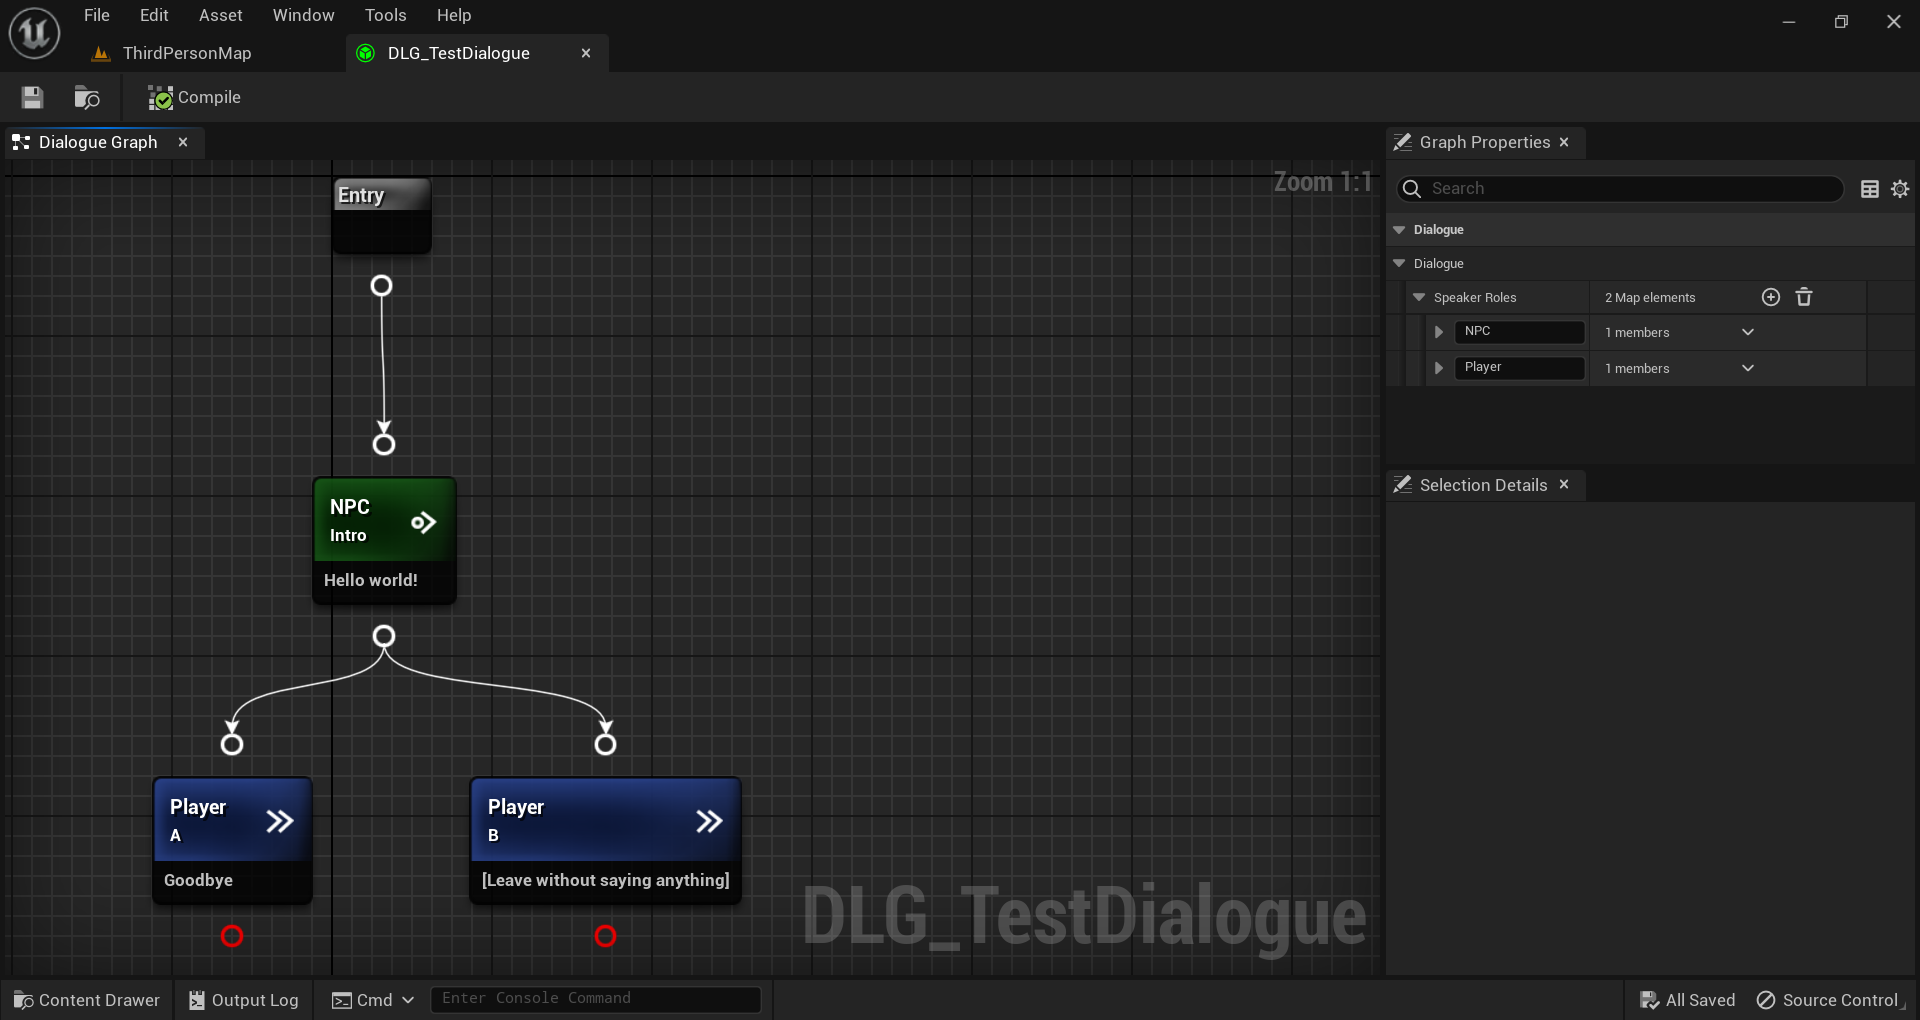 File Edit Asset Window Tools Help
ThirdPersonMap DLG_TestDialogue
Compile
Dialogue Graph
Zoom 1:1
Entry
NPC
Intro
Hello world!
Player
A
Goodbye
Player
B
[Leave without saying anything]
DLG_TestDialogue
Graph Properties
Search
Dialogue
Dialogue
Speaker Roles 2 Map elements
NPC 1 members
Player 1 members
Selection Details
Content Drawer Output Log Cmd Enter Console Command All Saved Source Control